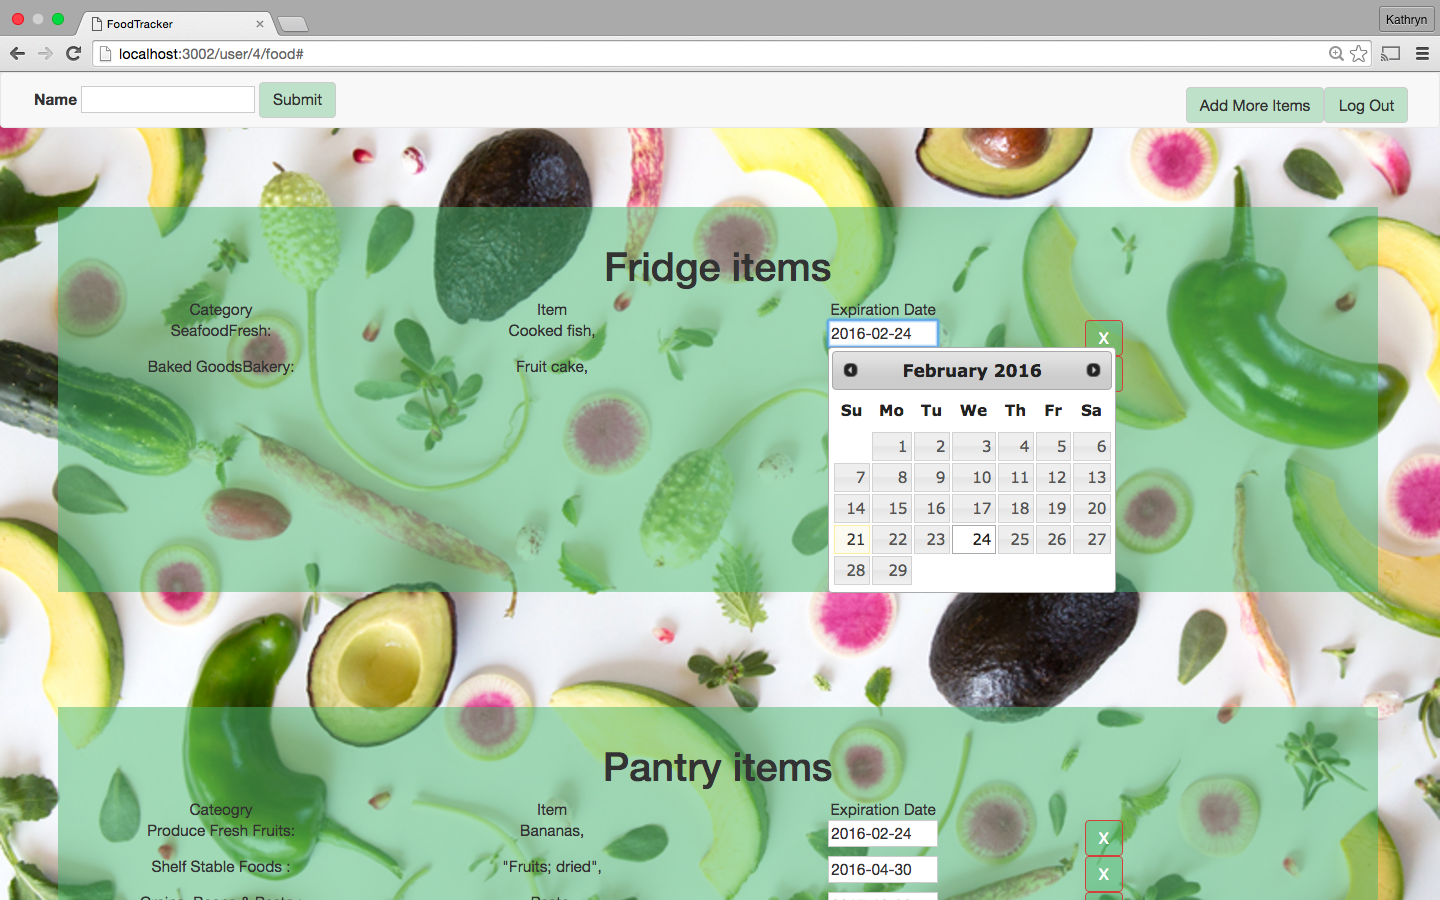 FoodTracker
Kathryn
localhost:3002/user/4/food#
Name Submit Add More Items Log Out
Fridge items
Category Item Expiration Date
SeafoodFresh: Cooked fish, 2016-02-24 X
Baked GoodsBakery: Fruit cake,
February 2016
Su Mo Tu We Th Fr Sa
1 2 3 4 5 6
7 8 9 10 11 12 13
14 15 16 17 18 19 20
21 22 23 24 25 26 27
28 29
Pantry items
Cateogry Item Expiration Date
Produce Fresh Fruits: Bananas, 2016-02-24 X
Shelf Stable Foods : "Fruits; dried", 2016-04-30 X